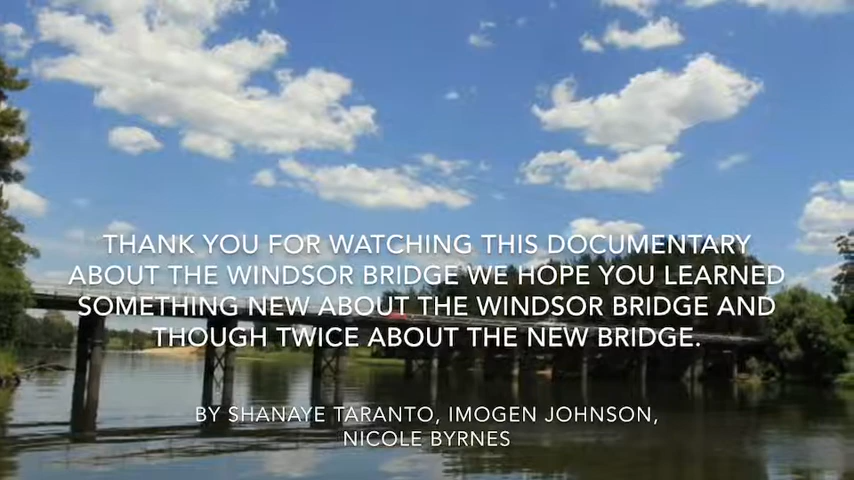 THANK YOU FOR WATCHING THIS DOCUMENTARY
ABOUT THE WINDSOR BRIDGE WE HOPE YOU LEARNED
SOMETHING NEW ABOUT THE WINDSOR BRIDGE AND
THOUGH TWICE ABOUT THE NEW BRIDGE.
BY SHANAYE TARANTO, IMOGEN JOHNSON,
NICOLE BYRNES